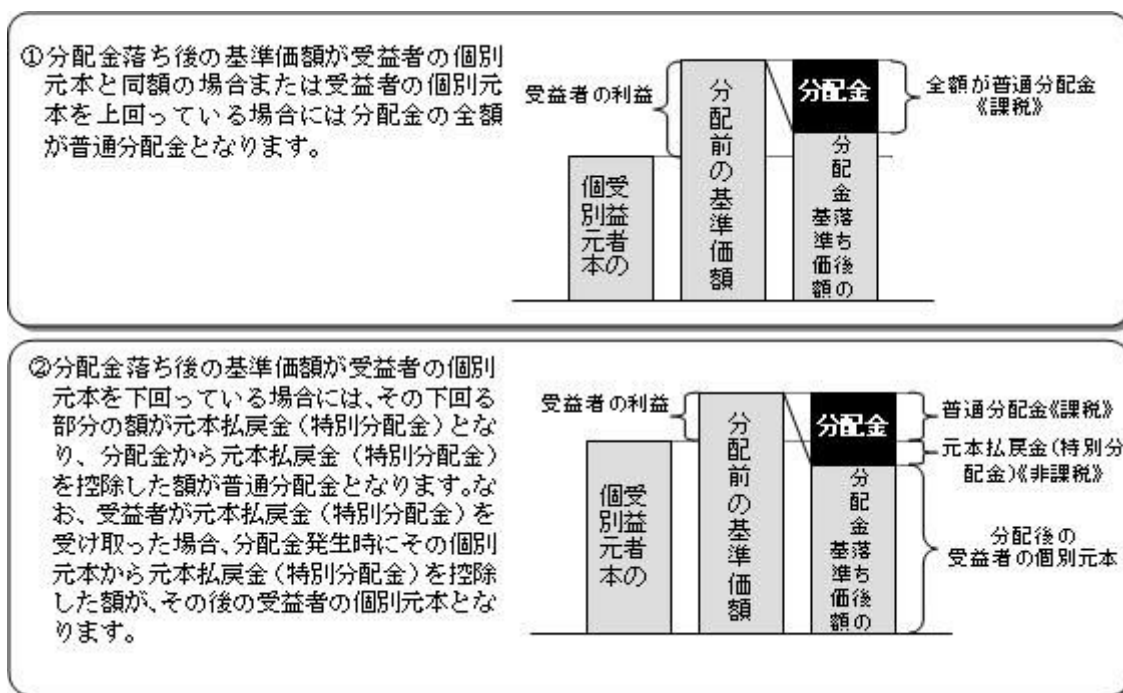 ①分配金落ち後の基準価額が受益者の個別
元本と同額の場合または受益者の個別元
本を上回っている場合には分配金の全額
が普通分配金となります。
受益者の利益
個別元本
受益者の
分配前の基準価額
分配金
分配金落ち後の
基準価額
全額が普通分配金
《課税》
②分配金落ち後の基準価額が受益者の個別
元本を下回っている場合には、その下回る
部分の額が元本払戻金(特別分配金)とな
り、分配金から元本払戻金(特別分配金)
を控除した額が普通分配金となります。な
お、受益者が元本払戻金(特別分配金)を
受け取った場合、分配金発生時にその個別
元本から元本払戻金(特別分配金)を控除
した額が、その後の受益者の個別元本とな
ります。
受益者の利益
受益者の
個別元本
分配前の基準価額
分配金
分配金落ち後の
基準価額
普通分配金《課税》
元本払戻金(特別分
配金)《非課税》
分配後の
受益者の個別元本